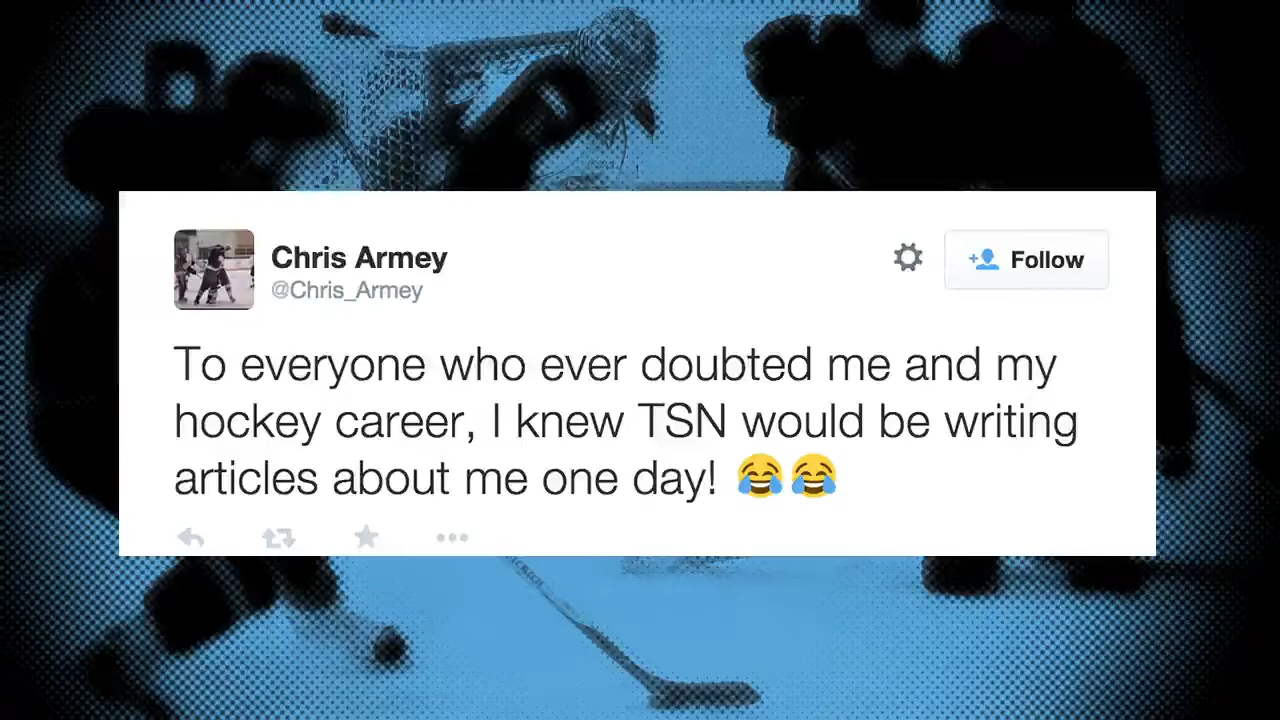 Chris Armey
@Chris_Armey
Follow
To everyone who ever doubted me and my
hockey career, I knew TSN would be writing
articles about me one day! 😂😂